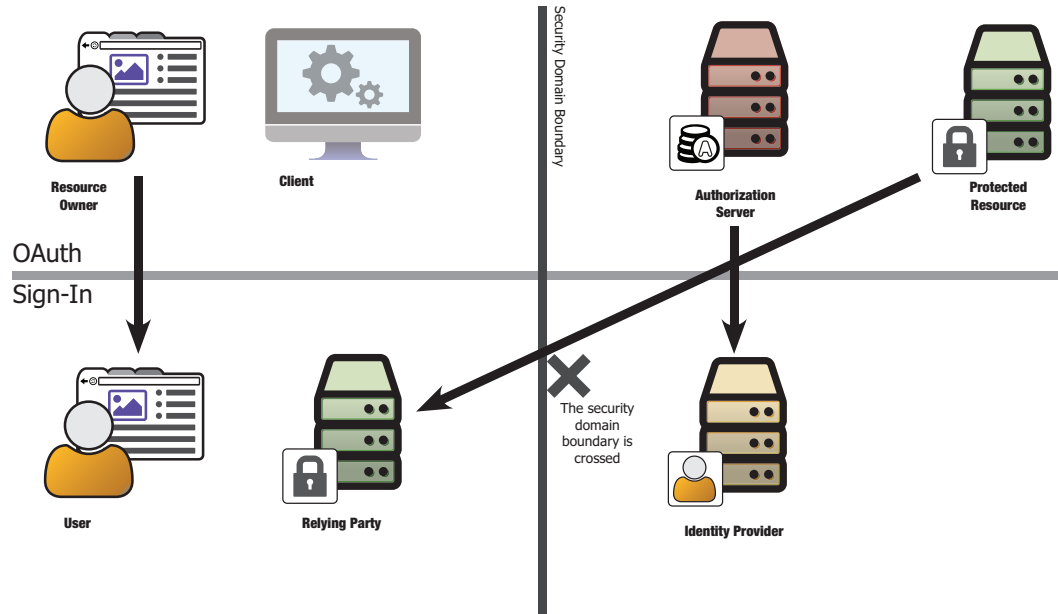 Security Domain Boundary
A
Resource
Owner
Client
Authorization
Server
Protected
Resource
OAuth
Sign-In
The security
domain
boundary is
crossed
User
Relying Party
Identity Provider